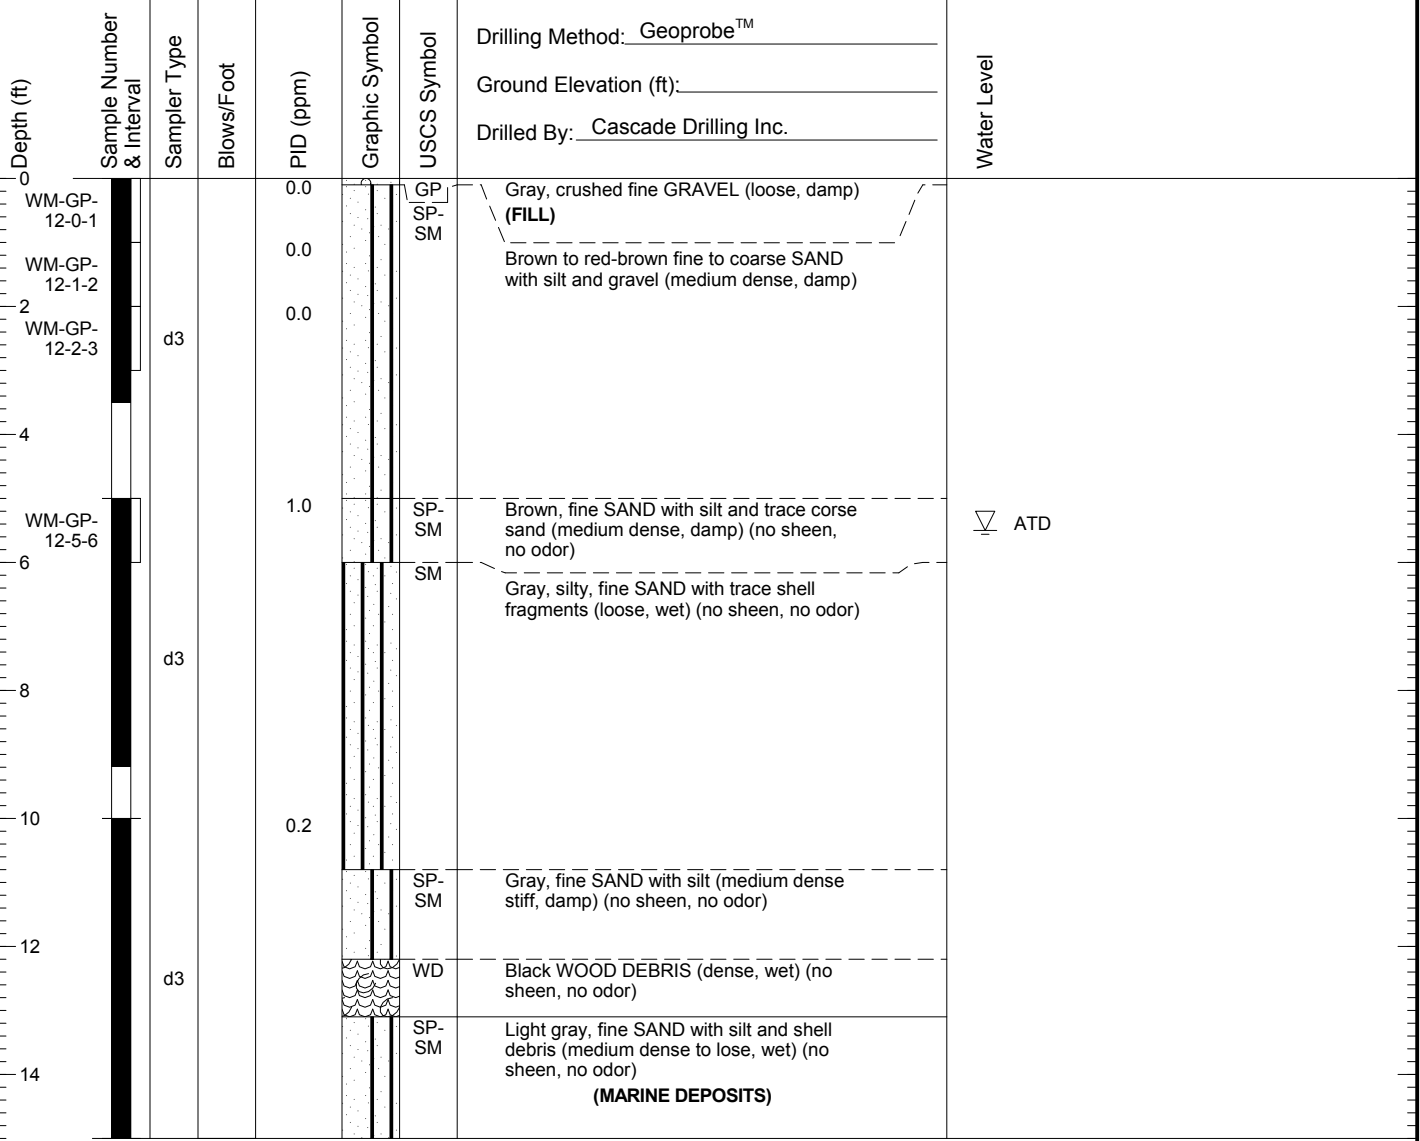 Drilling Method: Geoprobe™
Ground Elevation (ft):
Drilled By: Cascade Drilling Inc.
Depth (ft)
Sample Number
& Interval
Sampler Type
Blows/Foot
PID (ppm)
Graphic Symbol
USCS Symbol
Water Level
0
WM-GP-
12-0-1
0.0
GP
Gray, crushed fine GRAVEL (loose, damp)
(FILL)
SP-
SM
0.0
Brown to red-brown fine to coarse SAND
with silt and gravel (medium dense, damp)
WM-GP-
12-1-2
2
0.0
WM-GP-
12-2-3
d3
4
1.0
SP-
SM
Brown, fine SAND with silt and trace corse
sand (medium dense, damp) (no sheen,
no odor)
WM-GP-
12-5-6
ATD
6
SM
Gray, silty, fine SAND with trace shell
fragments (loose, wet) (no sheen, no odor)
d3
8
10
0.2
SP-
SM
Gray, fine SAND with silt (medium dense
stiff, damp) (no sheen, no odor)
12
d3
WD
Black WOOD DEBRIS (dense, wet) (no
sheen, no odor)
SP-
SM
Light gray, fine SAND with silt and shell
debris (medium dense to lose, wet) (no
sheen, no odor)
14
(MARINE DEPOSITS)